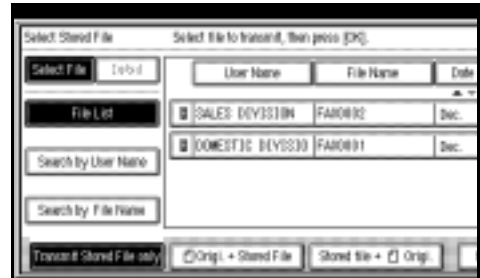 Select Stored File
Select file to transmit, then press [OK].
Select File
User Name File Name Date
File List
SALES DIVISION FAX0002 Dec.
DOMESTIC DIVISIO FAX0001 Dec.
Search by User Name
Search by File Name
Transmit Stored File only Origi. + Stored File Stored file + Origi.